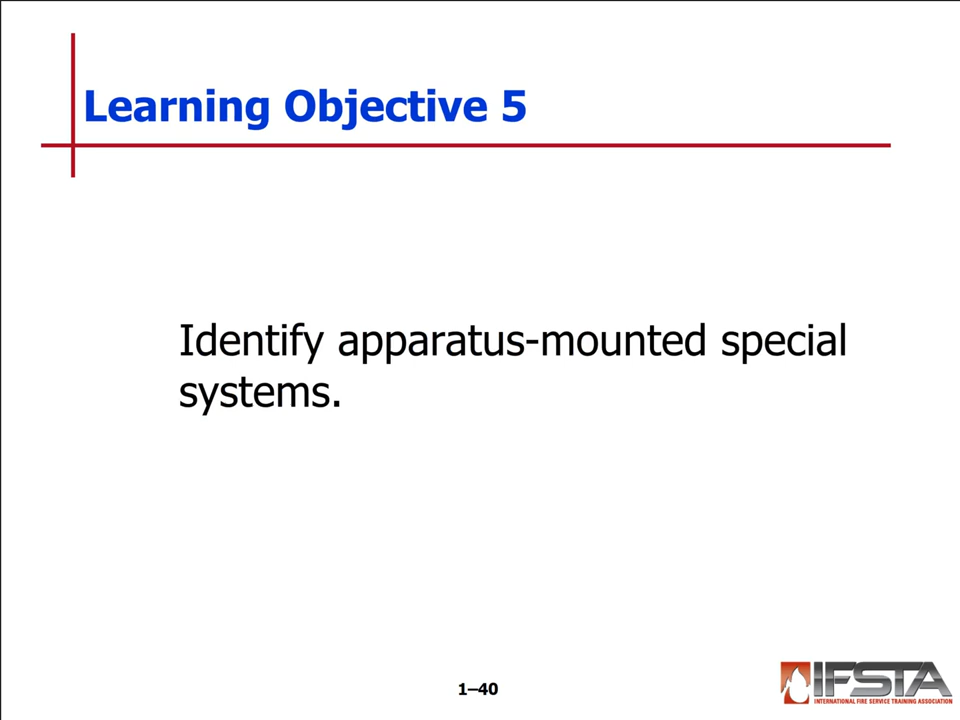 Learning Objective 5
Identify apparatus-mounted special
systems.
1–40
IFSTA
INTERNATIONAL FIRE SERVICE TRAINING ASSOCIATION